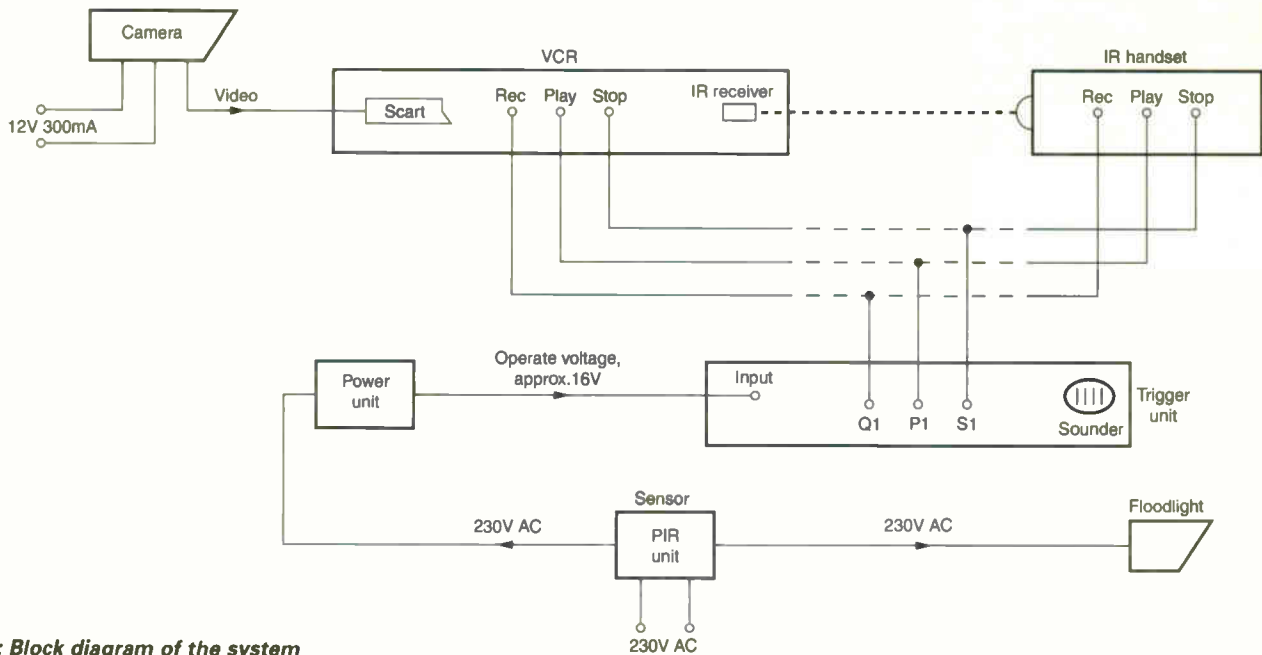 Camera
VCR
IR handset
Video
Rec Play Stop
IR receiver
Rec Play Stop
Scart
12V 300mA
Operate voltage,
approx.16V
Power
unit
Input
Q1 P1 S1
Sounder
Trigger
unit
Sensor
Floodlight
230V AC
PIR
unit
230V AC
230V AC
: Block diagram of the system